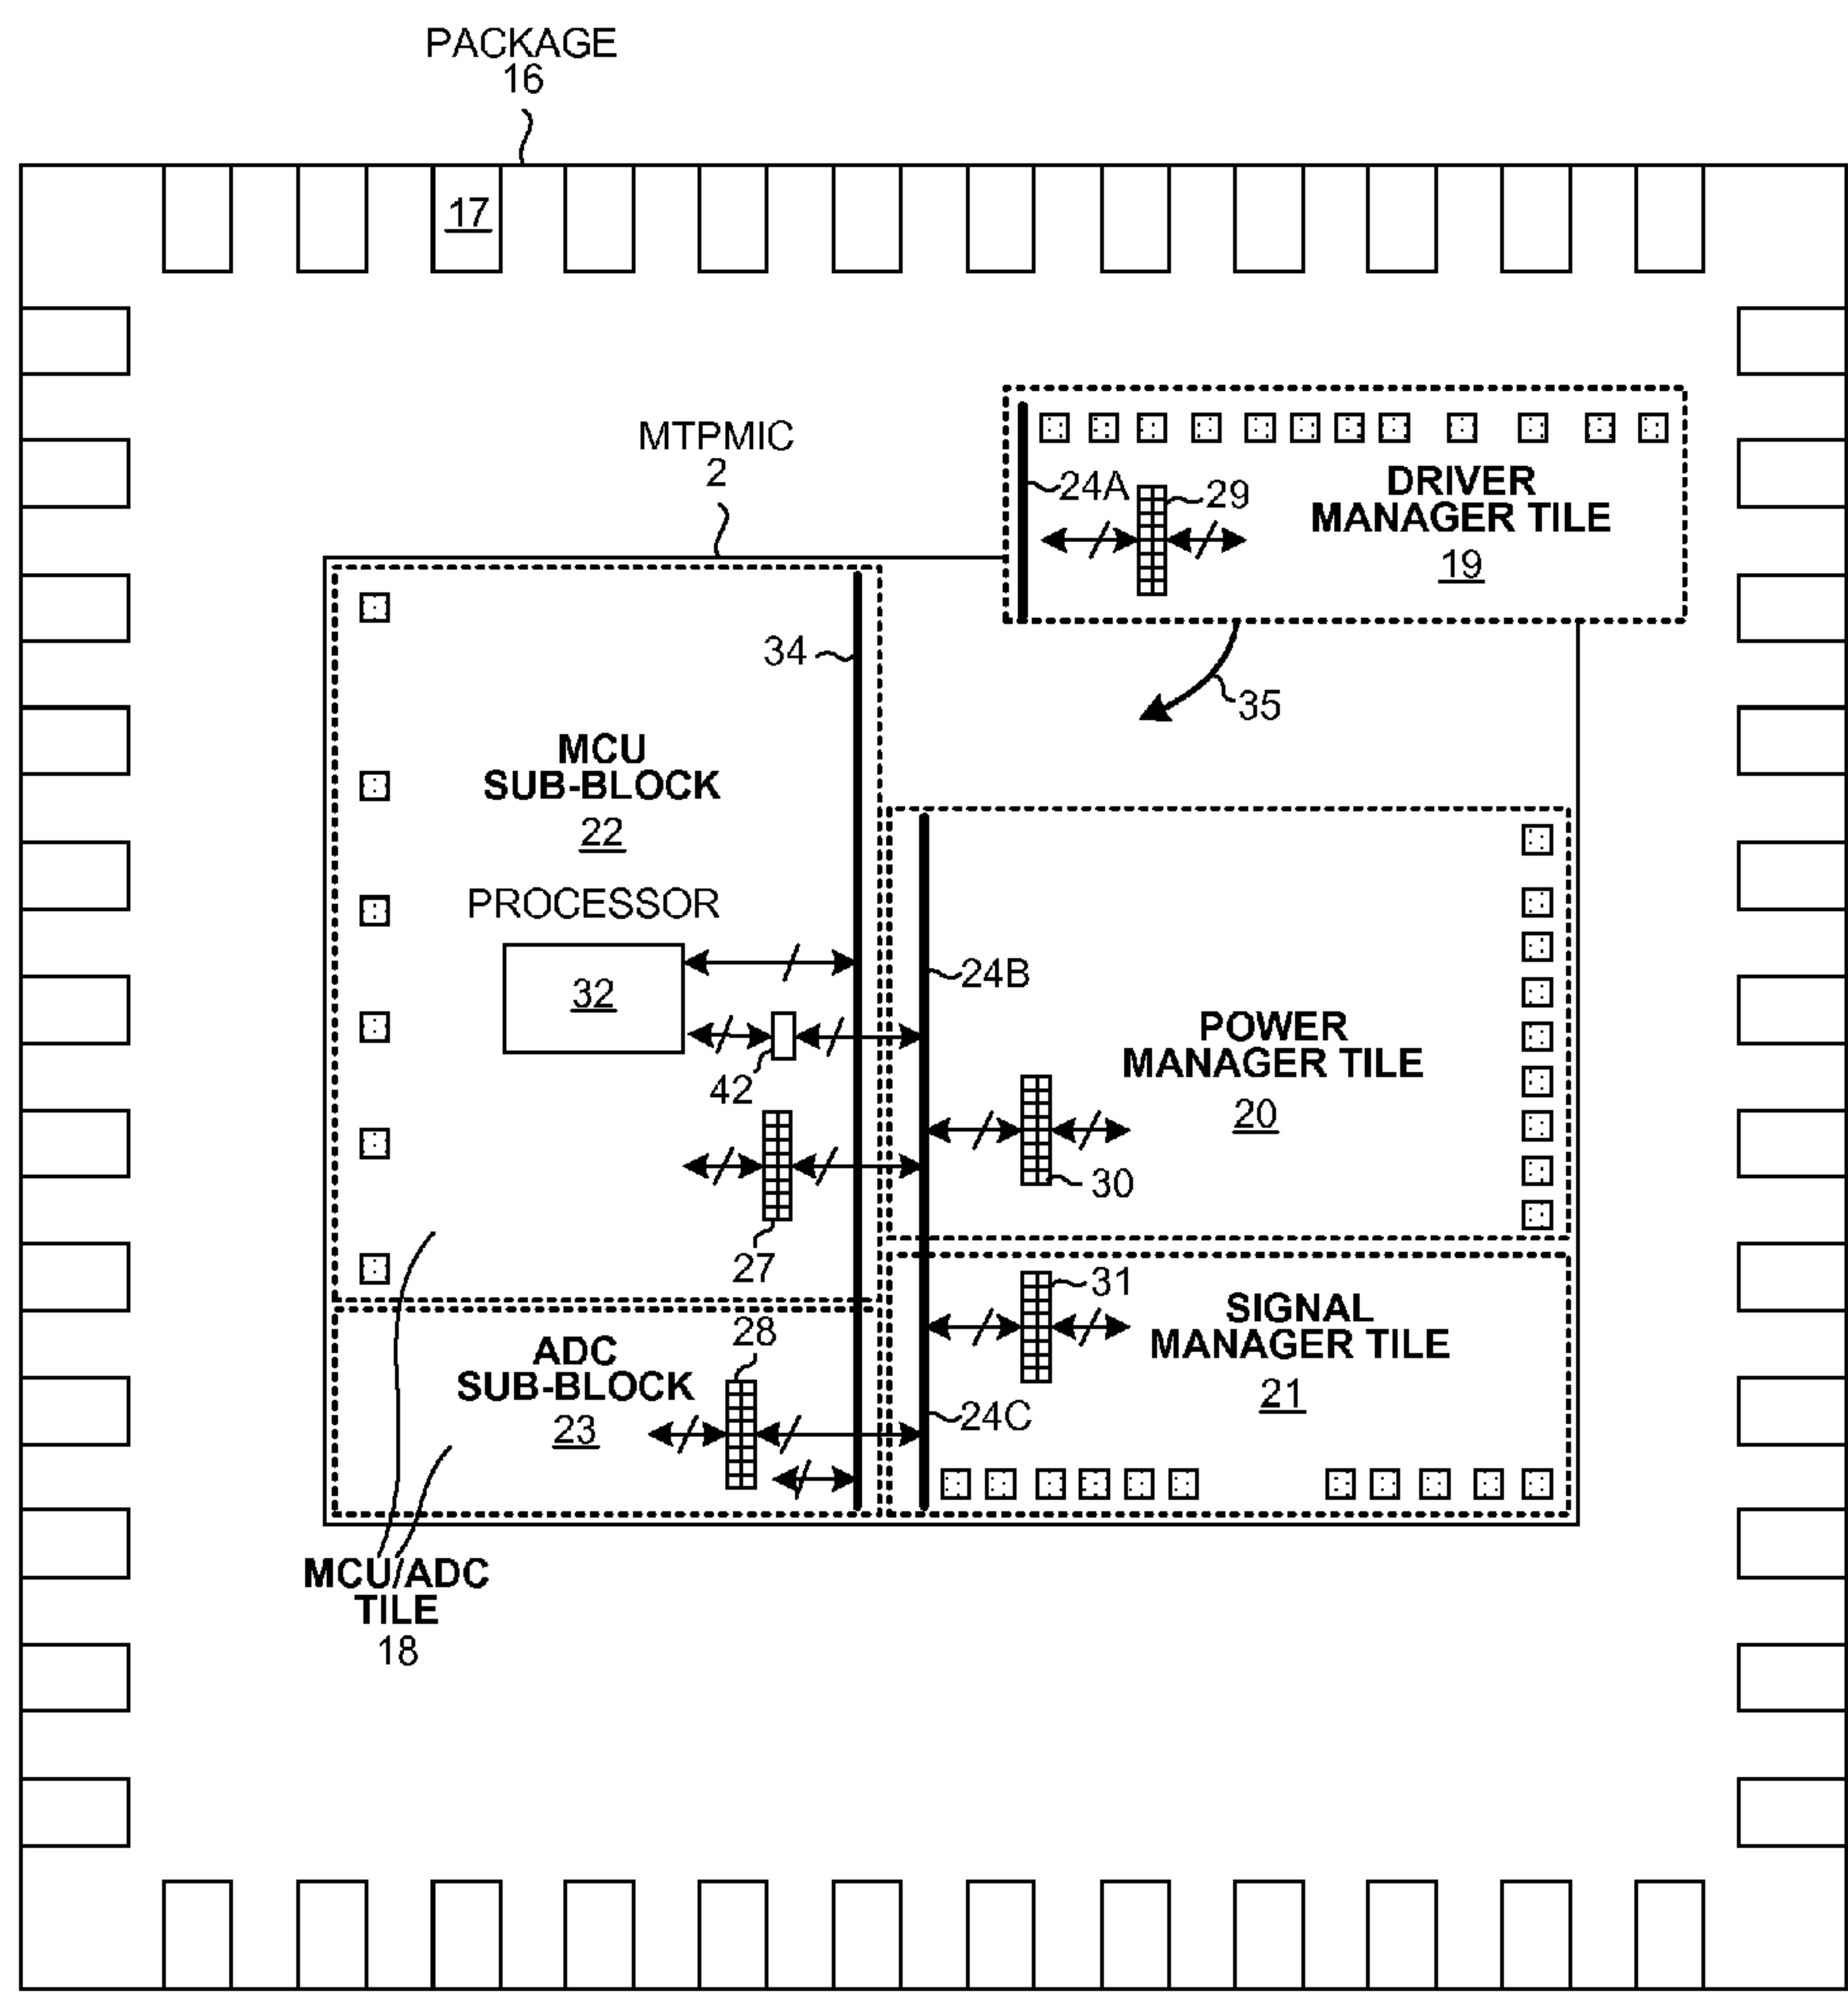 PACKAGE
16
17
MTPMIC
2
24A
29
DRIVER
MANAGER TILE
19
34
35
MCU
SUB-BLOCK
22
PROCESSOR
32
42
27
24B
POWER
MANAGER TILE
20
30
31
SIGNAL
MANAGER TILE
21
28
ADC
SUB-BLOCK
23
24C
MCU/ADC
TILE
18